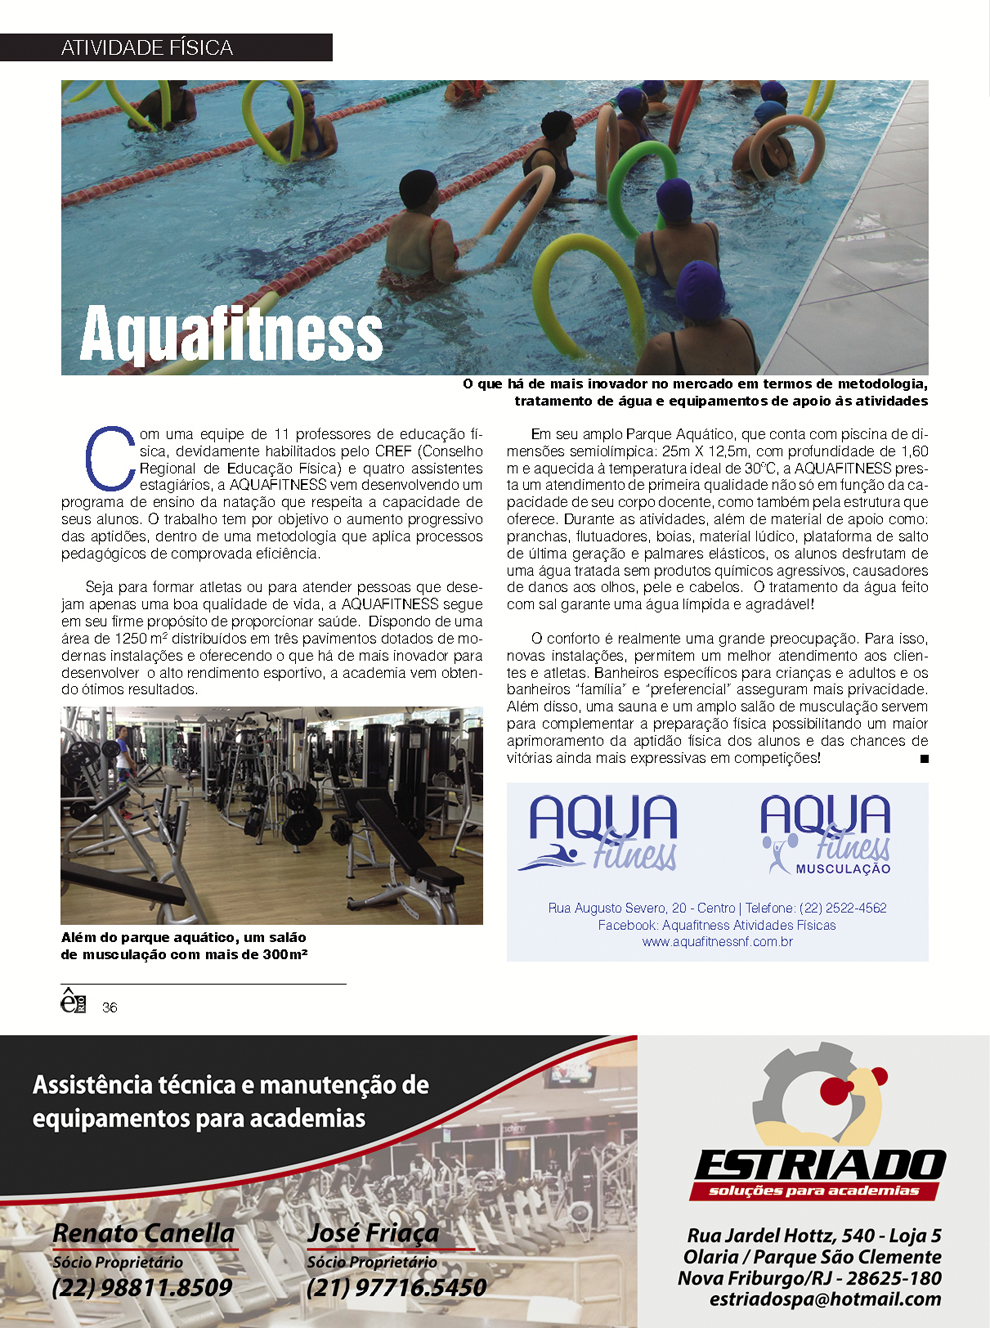 ATIVIDADE FÍSICA
Aquafitness
O que há de mais inovador no mercado em termos de metodologia,
tratamento de água e equipamentos de apoio às atividades
Com uma equipe de 11 professores de educação fí-
sica, devidamente habilitados pelo CREF (Conselho
Regional de Educação Física) e quatro assistentes
estagiários, a AQUAFITNESS vem desenvolvendo um
programa de ensino da natação que respeita a capacidade de
seus alunos. O trabalho tem por objetivo o aumento progressivo
das aptidões, dentro de uma metodologia que aplica processos
pedagógicos de comprovada eficiência.
Seja para formar atletas ou para atender pessoas que dese-
jam apenas uma boa qualidade de vida, a AQUAFITNESS segue
em seu firme propósito de proporcionar saúde. Dispondo de uma
área de 1250 m² distribuídos em três pavimentos dotados de mo-
dernas instalações e oferecendo o que há de mais inovador para
desenvolver o alto rendimento esportivo, a academia vem obten-
do ótimos resultados.
Além do parque aquático, um salão
de musculação com mais de 300m²
Em seu amplo Parque Aquático, que conta com piscina de di-
mensões semiolímpica: 25m X 12,5m, com profundidade de 1,60
m e aquecida à temperatura ideal de 30°C, a AQUAFITNESS pres-
ta um atendimento de primeira qualidade não só em função da ca-
pacidade de seu corpo docente, como também pela estrutura que
oferece. Durante as atividades, além de material de apoio como:
pranchas, flutuadores, boias, material lúdico, plataforma de salto
de última geração e palmares elásticos, os alunos desfrutam de
uma água tratada sem produtos químicos agressivos, causadores
de danos aos olhos, pele e cabelos. O tratamento da água feito
com sal garante uma água límpida e agradável!
O conforto é realmente uma grande preocupação. Para isso,
novas instalações, permitem um melhor atendimento aos clien-
tes e atletas. Banheiros específicos para crianças e adultos e os
banheiros "família" e "preferencial" asseguram mais privacidade.
Além disso, uma sauna e um amplo salão de musculação servem
para complementar a preparação física possibilitando um maior
aprimoramento da aptidão física dos alunos e das chances de
vitórias ainda mais expressivas em competições!
AQUA
fitness
AQUA
fitness
MUSCULAÇÃO
Rua Augusto Severo, 20 - Centro | Telefone: (22) 2522-4562
Facebook: Aquafitness Atividades Físicas
www.aquafitnessnf.com.br
ê RIO 36
Assistência técnica e manutenção de
equipamentos para academias
Renato Canella
Sócio Proprietário
(22) 98811.8509
José Friaça
Sócio Proprietário
(21) 97716.5450
ESTRIADO
soluções para academias
Rua Jardel Hottz, 540 - Loja 5
Olaria / Parque São Clemente
Nova Friburgo/RJ - 28625-180
estriadospa@hotmail.com